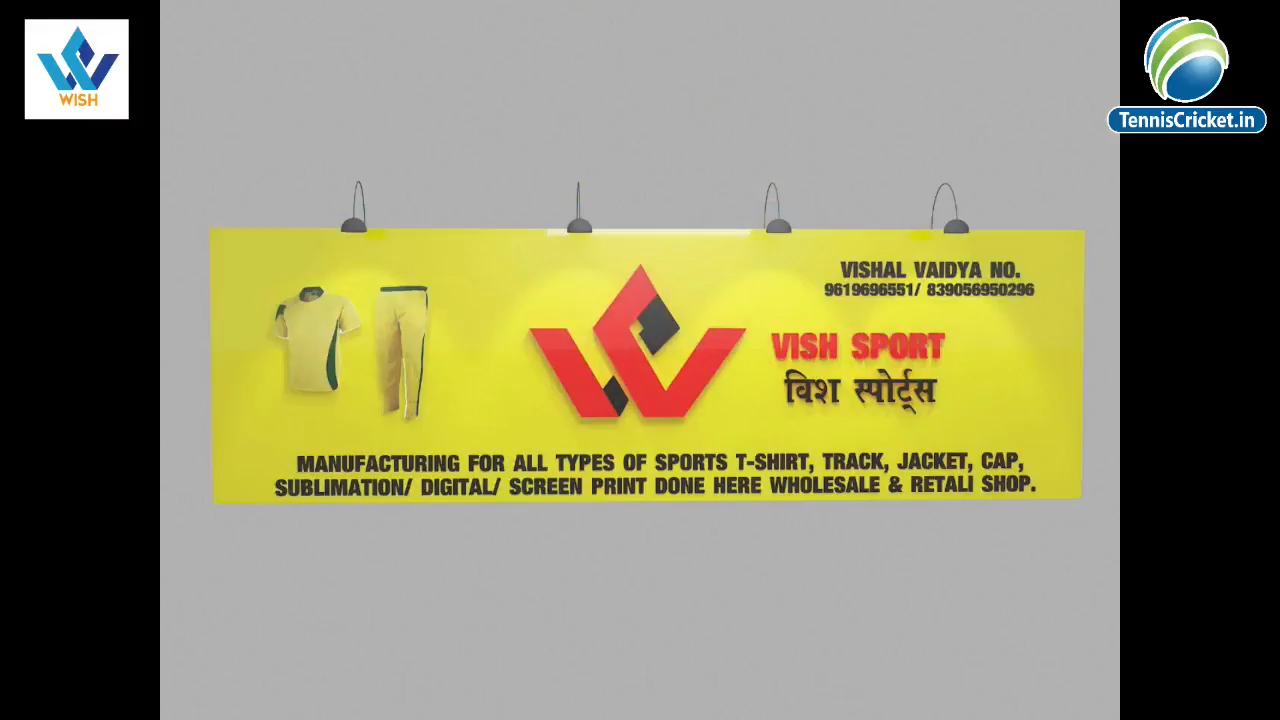 WISH
TennisCricket.in
VISHAL VAIDYA NO.
9619696551/ 839056950296
VISH SPORT
विश स्पोर्ट्स
MANUFACTURING FOR ALL TYPES OF SPORTS T-SHIRT, TRACK, JACKET, CAP,
SUBLIMATION/ DIGITAL/ SCREEN PRINT DONE HERE WHOLESALE & RETALI SHOP.